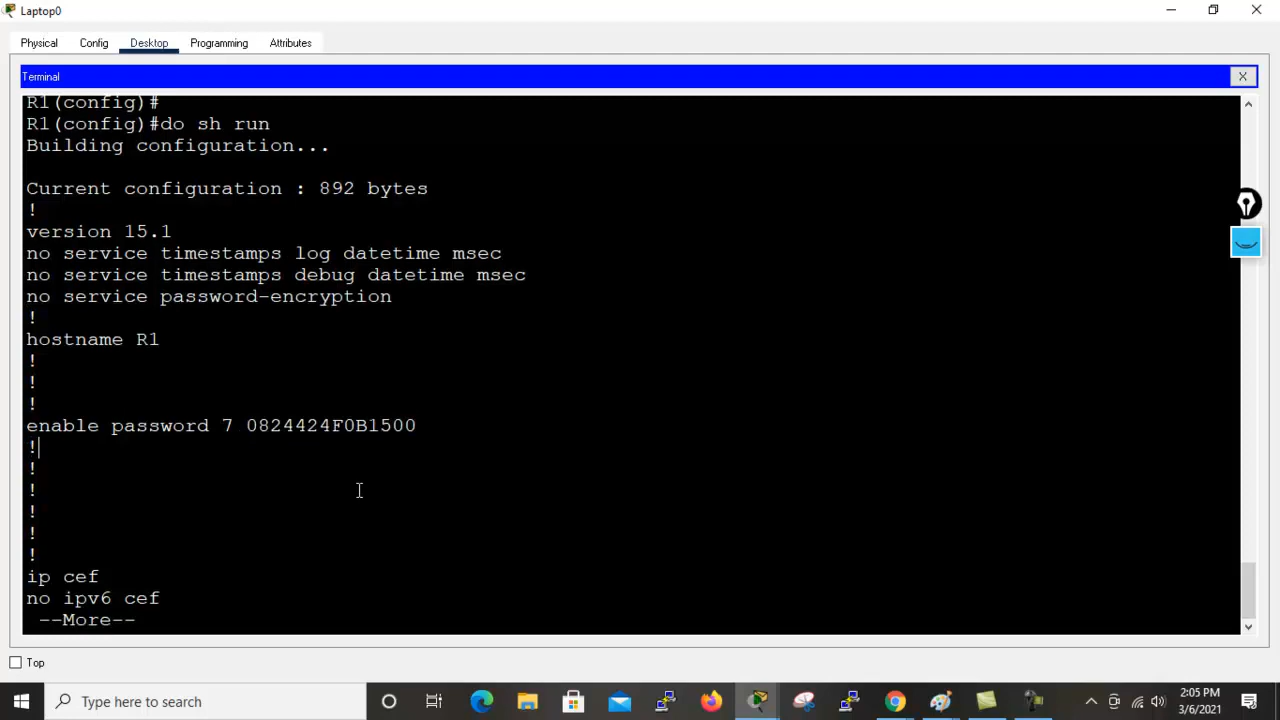 Laptop0
Physical Config Desktop Programming Attributes
Terminal
X
R1(config)#
R1(config)#do sh run
Building configuration...
Current configuration : 892 bytes
!
version 15.1
no service timestamps log datetime msec
no service timestamps debug datetime msec
no service password-encryption
!
hostname R1
!
!
!
enable password 7 0824424F0B1500
!
!
!
!
!
!
ip cef
no ipv6 cef
--More--
Top
Type here to search
2:05 PM
3/6/2021